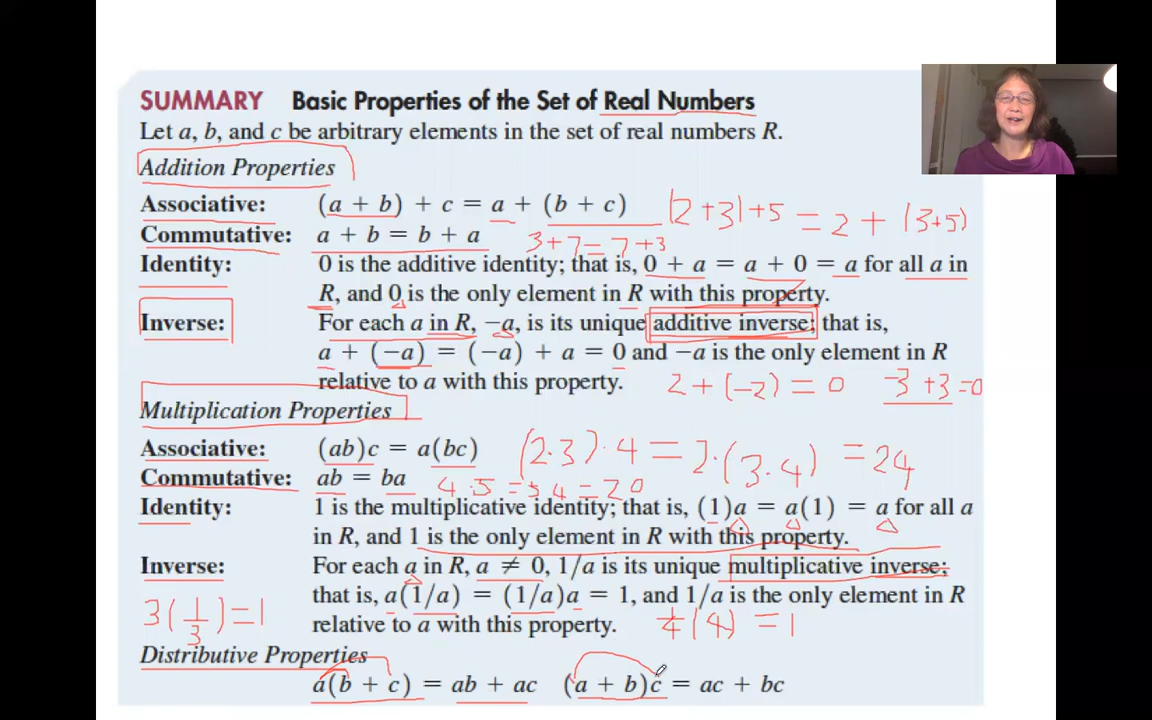 SUMMARY Basic Properties of the Set of Real Numbers
Let a, b, and c be arbitrary elements in the set of real numbers R.
Addition Properties
Associative: (a + b) + c = a + (b + c) (2+3)+5 = 2 + (3+5)
Commutative: a + b = b + a 3+7=7+3
Identity: 0 is the additive identity; that is, 0 + a = a + 0 = a for all a in
R, and 0 is the only element in R with this property.
Inverse: For each a in R, −a, is its unique additive inverse; that is,
a + (−a) = (−a) + a = 0 and −a is the only element in R
relative to a with this property. 2+(-2)=0 -3+3=0
Multiplication Properties
Associative: (ab)c = a(bc) (2·3)·4 = 2·(3·4) = 24
Commutative: ab = ba 4·5 = 5 4 = 20
Identity: 1 is the multiplicative identity; that is, (1)a = a(1) = a for all a
in R, and 1 is the only element in R with this property.
Inverse: For each a in R, a ≠ 0, 1/a is its unique multiplicative inverse;
that is, a(1/a) = (1/a)a = 1, and 1/a is the only element in R
3(1/3)=1 relative to a with this property. (4) = 1
Distributive Properties
a(b + c) = ab + ac (a + b)c = ac + bc